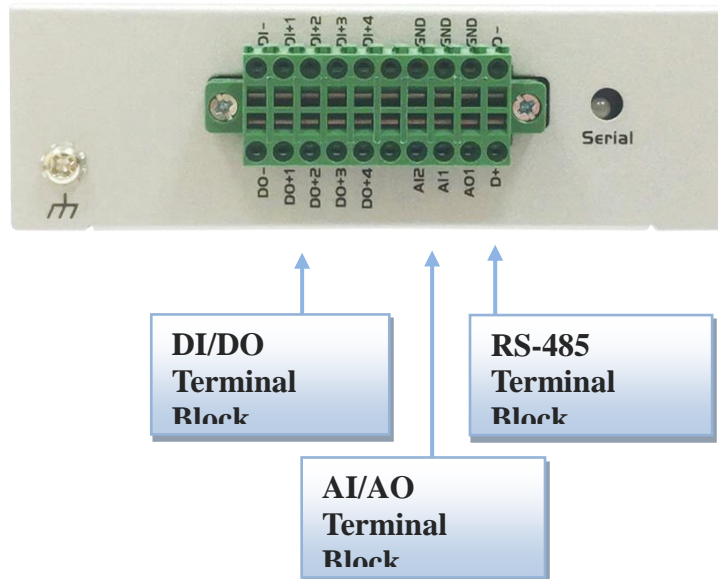 DI- DI+1 DI+2 DI+3 DI+4 GND GND GND D-
Serial
DO- DO+1 DO+2 DO+3 DO+4 AI2 AI1 AO1 D+
DI/DO
Terminal
Block
RS-485
Terminal
Block
AI/AO
Terminal
Block